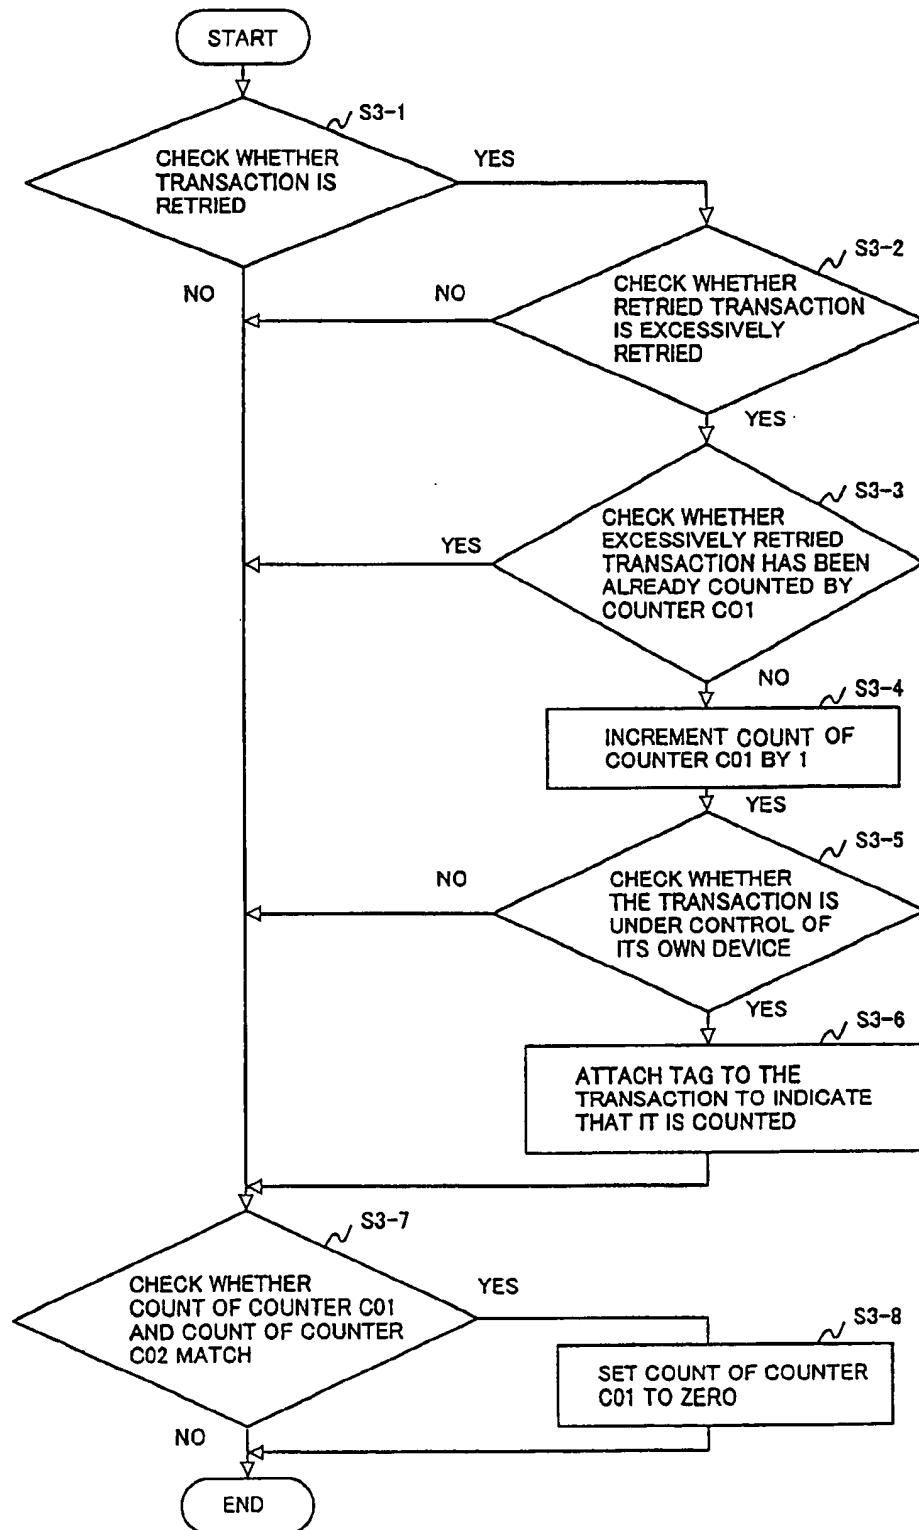 START
S3-1
CHECK WHETHER
TRANSACTION IS
RETRIED
YES
NO
S3-2
CHECK WHETHER
RETRIED TRANSACTION
IS EXCESSIVELY
RETRIED
NO
YES
S3-3
CHECK WHETHER
EXCESSIVELY RETRIED
TRANSACTION HAS BEEN
ALREADY COUNTED BY
COUNTER C01
YES
NO
S3-4
INCREMENT COUNT OF
COUNTER C01 BY 1
YES
S3-5
CHECK WHETHER
THE TRANSACTION IS
UNDER CONTROL OF
ITS OWN DEVICE
NO
YES
S3-6
ATTACH TAG TO THE
TRANSACTION TO INDICATE
THAT IT IS COUNTED
S3-7
CHECK WHETHER
COUNT OF COUNTER C01
AND COUNT OF COUNTER
C02 MATCH
YES
S3-8
SET COUNT OF COUNTER
C01 TO ZERO
NO
END